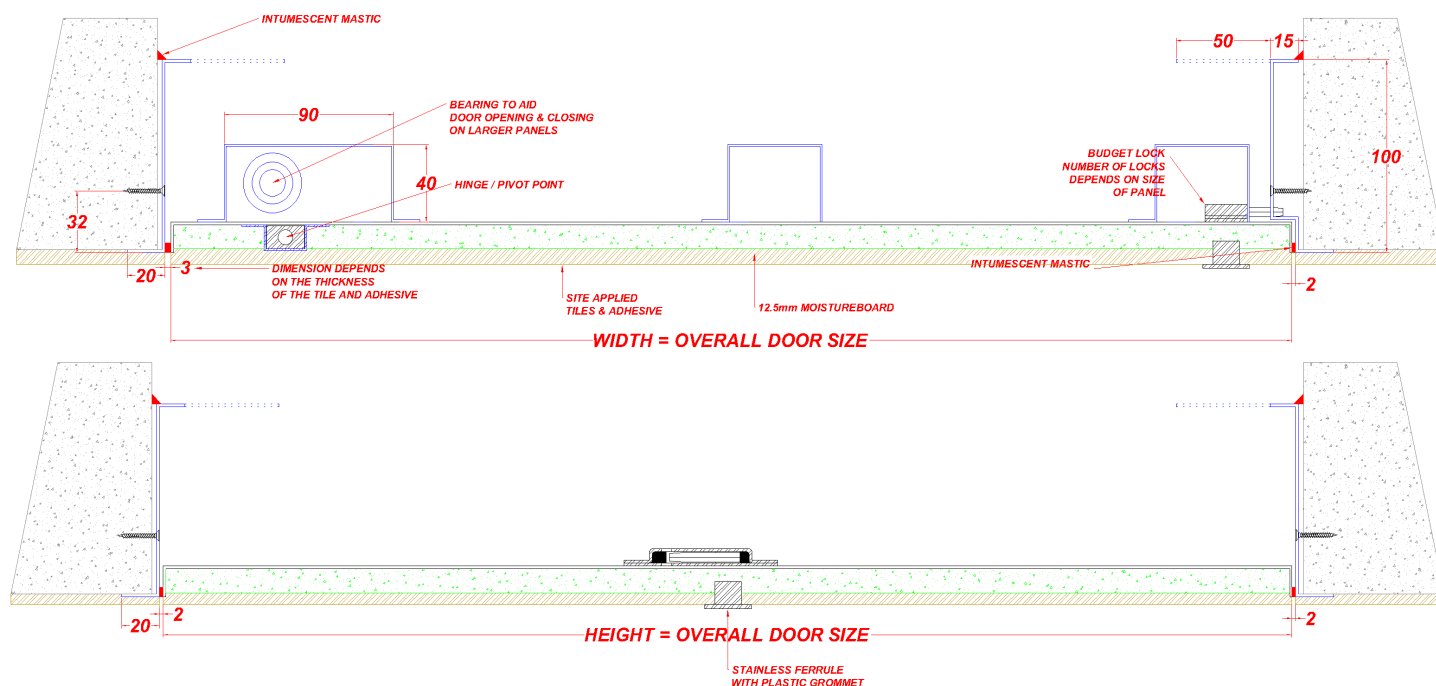 INTUMESCENT MASTIC
50
15
90
BEARING TO AID
DOOR OPENING & CLOSING
ON LARGER PANELS
40
HINGE / PIVOT POINT
BUDGET LOCK
NUMBER OF LOCKS
DEPENDS ON SIZE
OF PANEL
100
32
20
3
DIMENSION DEPENDS
ON THE THICKNESS
OF THE TILE AND ADHESIVE
SITE APPLIED
TILES & ADHESIVE
12.5mm MOISTUREBOARD
INTUMESCENT MASTIC
2
WIDTH = OVERALL DOOR SIZE
20
2
HEIGHT = OVERALL DOOR SIZE
2
STAINLESS FERRULE
WITH PLASTIC GROMMET